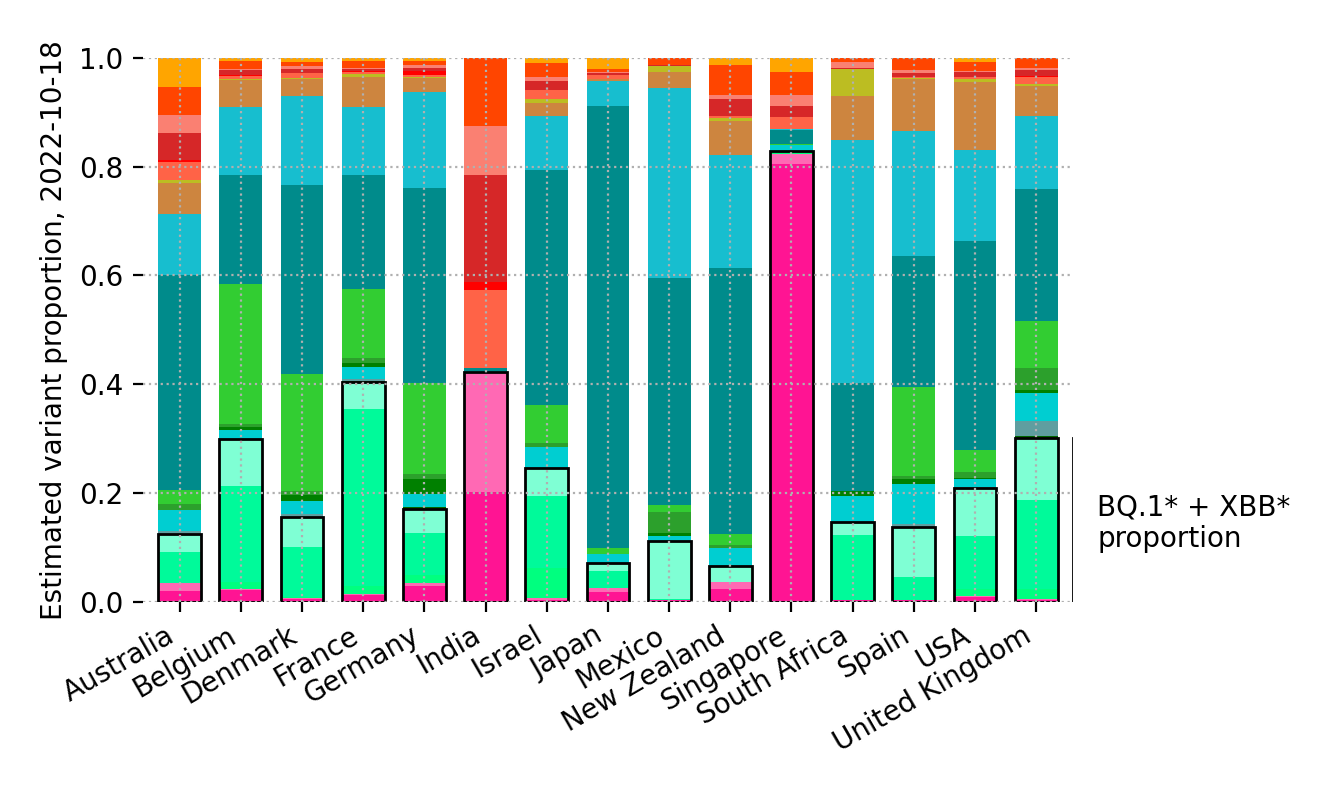 Estimated variant proportion, 2022-10-18
1.0
0.8
0.6
0.4
0.2
0.0
Australia
Belgium
Denmark
France
Germany
India
Israel
Japan
Mexico
New Zealand
Singapore
South Africa
Spain
USA
United Kingdom
BQ.1* + XBB*
proportion